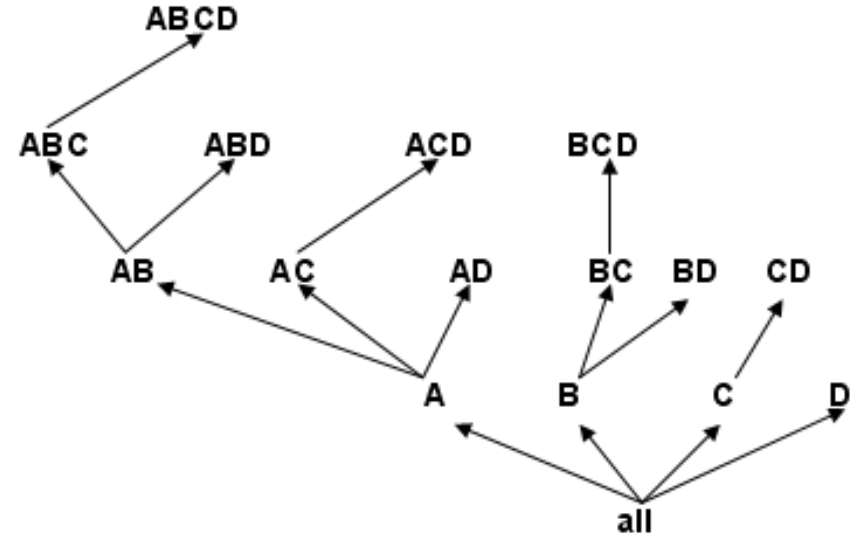 ABCD
ABC ABD ACD BCD
AB AC AD BC BD CD
A B C D
all